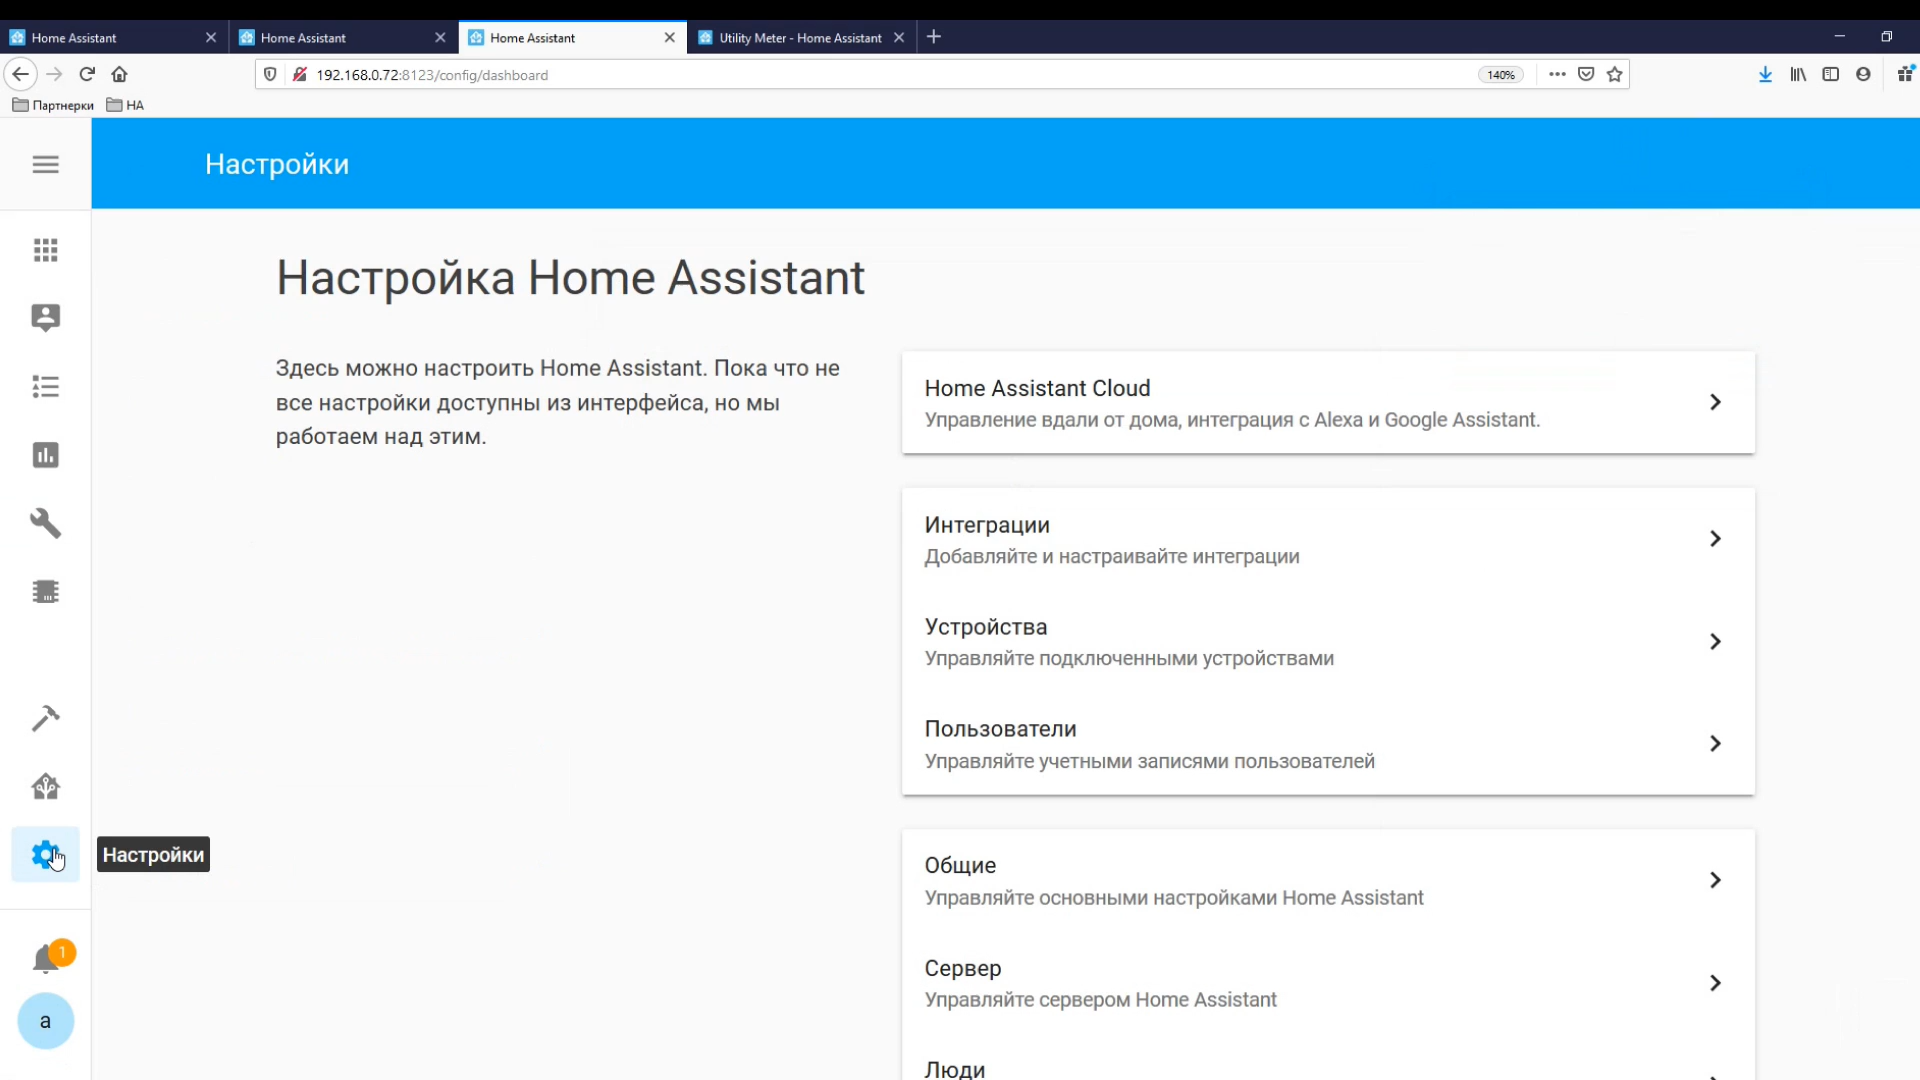 Home Assistant
Home Assistant
Home Assistant
Utility Meter - Home Assistant
192.168.0.72:8123/config/dashboard
140%
Партнерки
HA
Настройки
Настройка Home Assistant
Здесь можно настроить Home Assistant. Пока что не
все настройки доступны из интерфейса, но мы
работаем над этим.
Home Assistant Cloud
Управление вдали от дома, интеграция с Alexa и Google Assistant.
Интеграции
Добавляйте и настраивайте интеграции
Устройства
Управляйте подключенными устройствами
Пользователи
Управляйте учетными записями пользователей
Общие
Управляйте основными настройками Home Assistant
Сервер
Управляйте сервером Home Assistant
Люди
Настройки
1
a